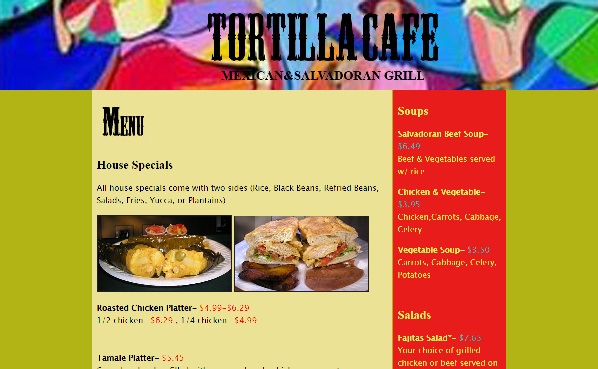 TORTILLA CAFE
MEXICAN&SALVADORAN GRILL
Menu
House Specials
All house specials come with two sides (Rice, Black Beans, Refried Beans,
Salads, Fries, Yucca, or Plantains)
Roasted Chicken Platter- $4.99-$6.29
1/2 chicken - $6.29 , 1/4 chicken - $4.99
Tamale Platter- $5.45
Soups
Salvadoran Beef Soup-
$6.49
Beef & Vegetables served
w/ rice
Chicken & Vegetable-
$3.95
Chicken,Carrots, Cabbage,
Celery
Vegetable Soup- $3.50
Carrots, Cabbage, Celery,
Potatoes
Salads
Fajitas Salad"- $7.65
Your choice of grilled
chicken or beef served on